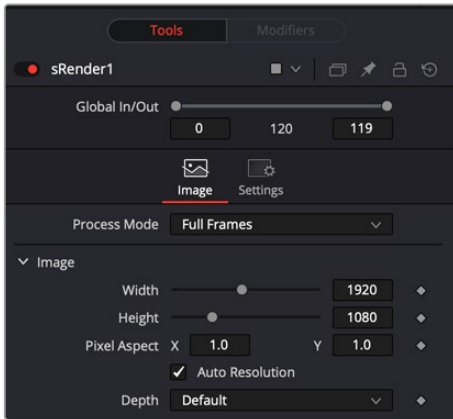 Tools Modifiers
sRender1
Global In/Out
0 120 119
Image Settings
Process Mode Full Frames
Image
Width 1920
Height 1080
Pixel Aspect X 1.0 Y 1.0
Auto Resolution
Depth Default